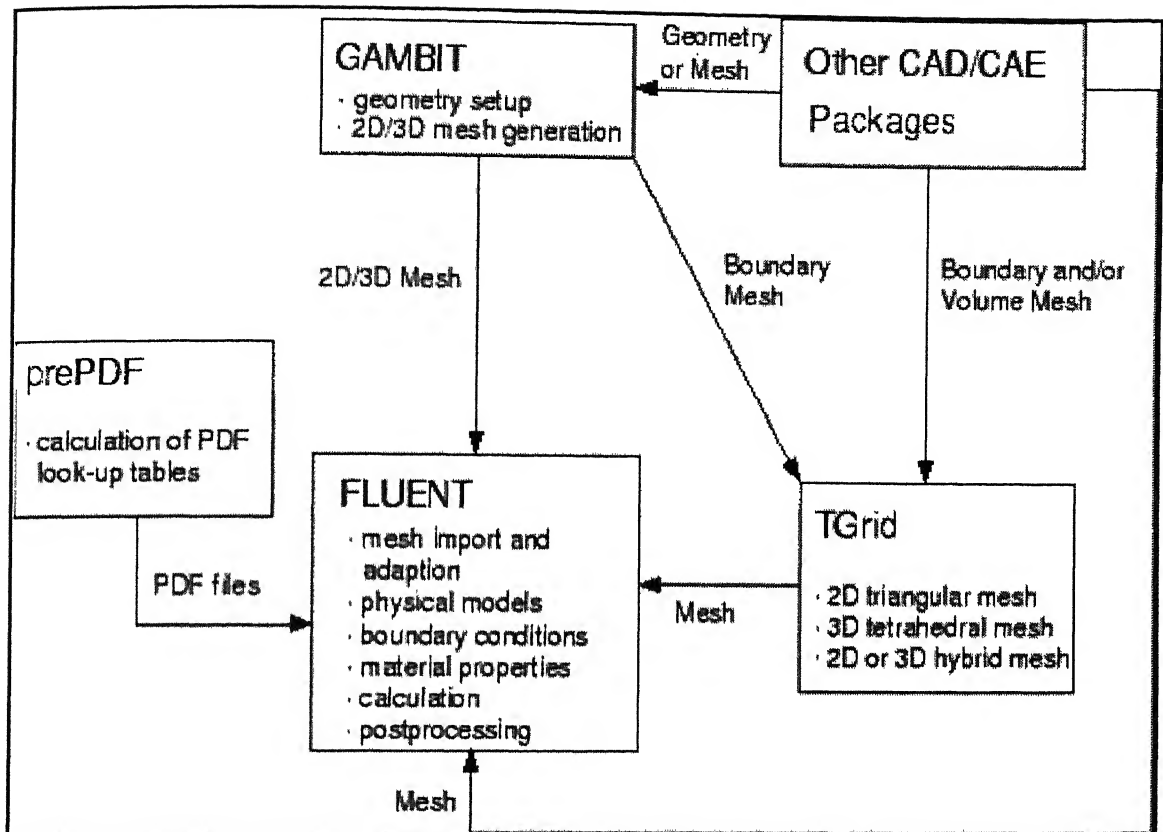 GAMBIT
· geometry setup
· 2D/3D mesh generation
Geometry
or Mesh
Other CAD/CAE
Packages
2D/3D Mesh
Boundary
Mesh
Boundary and/or
Volume Mesh
prePDF
· calculation of PDF
look-up tables
PDF files
FLUENT
· mesh import and
adaption
· physical models
· boundary conditions
· material properties
· calculation
· postprocessing
Mesh
TGrid
· 2D triangular mesh
· 3D tetrahedral mesh
· 2D or 3D hybrid mesh
Mesh